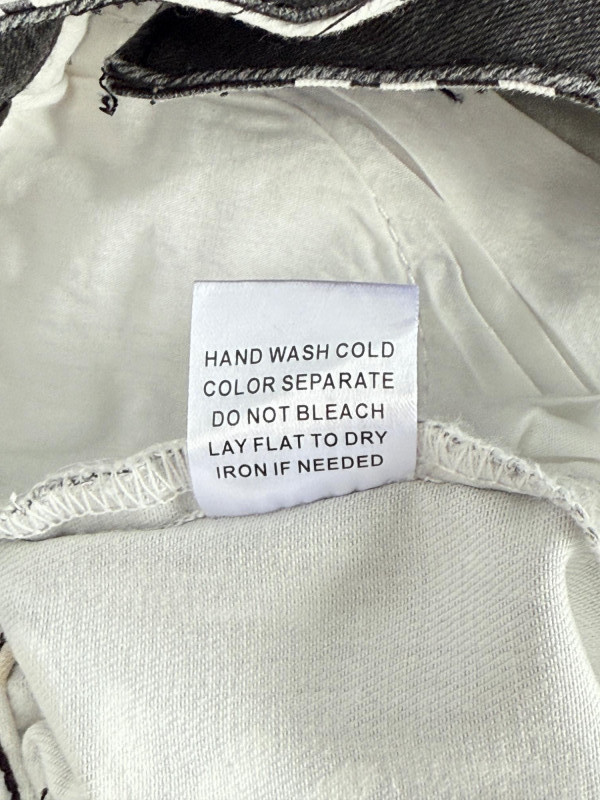 HAND WASH COLD
COLOR SEPARATE
DO NOT BLEACH
LAY FLAT TO DRY
IRON IF NEEDED